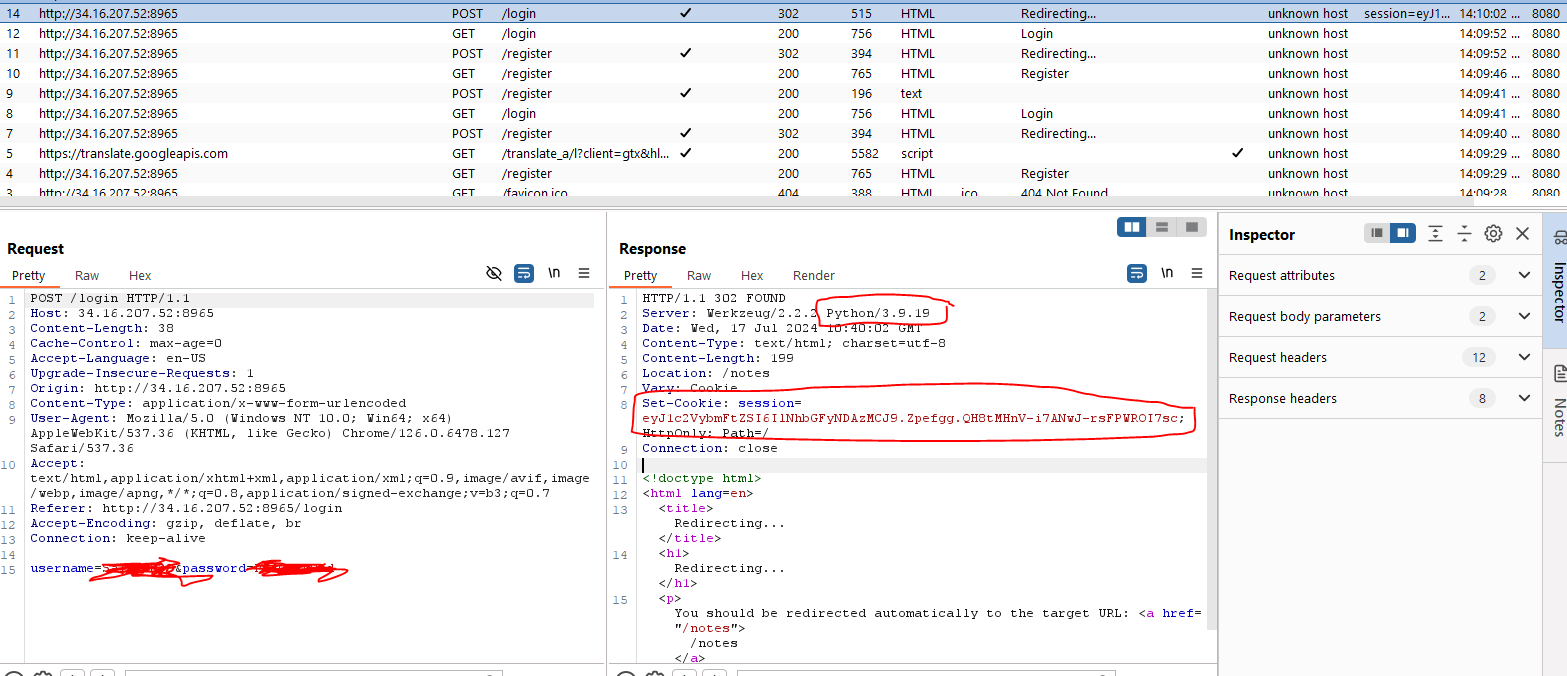 14 http://34.16.207.52:8965 POST /login ✓ 302 515 HTML Redirecting... unknown host session=eyJ1... 14:10:02 ... 8080
12 http://34.16.207.52:8965 GET /login 200 756 HTML Login unknown host 14:09:52 ... 8080
11 http://34.16.207.52:8965 POST /register ✓ 302 394 HTML Redirecting... unknown host 14:09:52 ... 8080
10 http://34.16.207.52:8965 GET /register 200 765 HTML Register unknown host 14:09:46 ... 8080
9 http://34.16.207.52:8965 POST /register ✓ 200 196 text unknown host 14:09:41 ... 8080
8 http://34.16.207.52:8965 GET /login 200 756 HTML Login unknown host 14:09:41 ... 8080
7 http://34.16.207.52:8965 POST /register ✓ 302 394 HTML Redirecting... unknown host 14:09:40 ... 8080
5 https://translate.googleapis.com GET /translate_a/l?client=gtx&hl... ✓ 200 5582 script ✓ unknown host 14:09:29 ... 8080
4 http://34.16.207.52:8965 GET /register 200 765 HTML Register unknown host 14:09:29 ... 8080
3 http://34.16.207.52:8965 GET /favicon.ico 404 388 HTML ico 404 Not Found unknown host 14:09:28 ... 8080
Request
Pretty Raw Hex \n
1 POST /login HTTP/1.1
2 Host: 34.16.207.52:8965
3 Content-Length: 38
4 Cache-Control: max-age=0
5 Accept-Language: en-US
6 Upgrade-Insecure-Requests: 1
7 Origin: http://34.16.207.52:8965
8 Content-Type: application/x-www-form-urlencoded
9 User-Agent: Mozilla/5.0 (Windows NT 10.0; Win64; x64)
AppleWebKit/537.36 (KHTML, like Gecko) Chrome/126.0.6478.127
Safari/537.36
10 Accept:
text/html,application/xhtml+xml,application/xml;q=0.9,image/avif,image
/webp,image/apng,*/*;q=0.8,application/signed-exchange;v=b3;q=0.7
11 Referer: http://34.16.207.52:8965/login
12 Accept-Encoding: gzip, deflate, br
13 Connection: keep-alive
14
15 username= &password=
Response
Pretty Raw Hex Render \n
1 HTTP/1.1 302 FOUND
2 Server: Werkzeug/2.2.2 Python/3.9.19
3 Date: Wed, 17 Jul 2024 10:40:02 GMT
4 Content-Type: text/html; charset=utf-8
5 Content-Length: 199
6 Location: /notes
7 Vary: Cookie
8 Set-Cookie: session=
eyJ1c2VybmFtZSI6IlNhbGFyNDAzMCJ9.Zpefgg.QH8tMHnV-i7ANwJ-rsFPWROI7sc;
HttpOnly; Path=/
9 Connection: close
10
11 <!doctype html>
12 <html lang=en>
13 <title>
Redirecting...
</title>
14 <h1>
Redirecting...
</h1>
15 <p>
You should be redirected automatically to the target URL: <a href=
"/notes">
/notes
</a>
Inspector
Request attributes 2
Request body parameters 2
Request headers 12
Response headers 8
Inspector
Notes